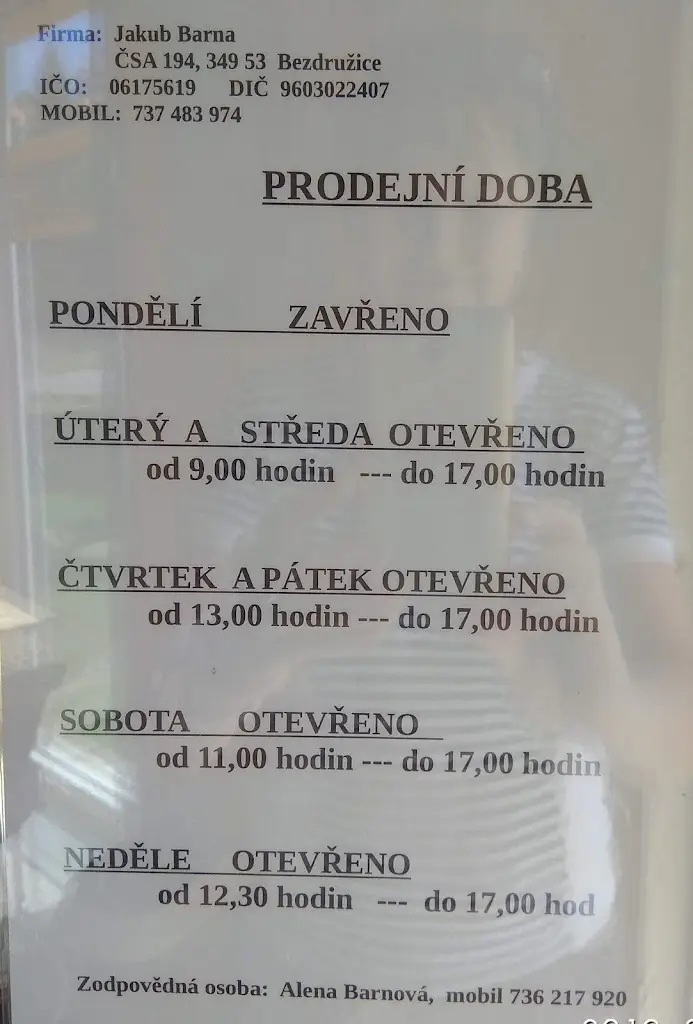 Firma: Jakub Barna
ČSA 194, 349 53 Bezdružice
IČO: 06175619 DIČ 9603022407
MOBIL: 737 483 974
PRODEJNÍ DOBA
PONDĚLÍ ZAVŘENO
ÚTERÝ A STŘEDA OTEVŘENO
od 9,00 hodin --- do 17,00 hodin
ČTVRTEK A PÁTEK OTEVŘENO
od 13,00 hodin --- do 17,00 hodin
SOBOTA OTEVŘENO
od 11,00 hodin --- do 17,00 hodin
NEDĚLE OTEVŘENO
od 12,30 hodin --- do 17,00 hod
Zodpovědná osoba: Alena Barnová, mobil 736 217 920